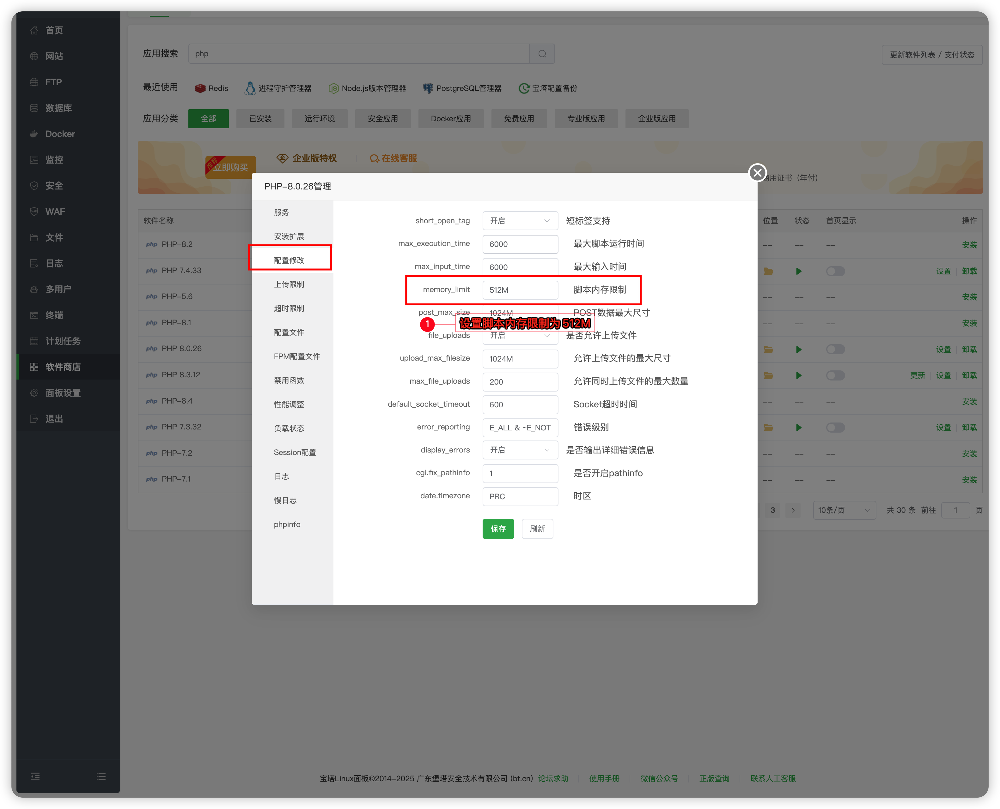 首页
网站
FTP
数据库
Docker
监控
安全
WAF
文件
日志
多用户
终端
计划任务
软件商店
面板设置
退出
应用搜索 php 更新软件列表 / 支付状态
最近使用 Redis 进程守护管理器 Node.js版本管理器 PostgreSQL管理器 宝塔配置备份
应用分类 全部 已安装 运行环境 安全应用 Docker应用 免费应用 专业版应用 企业版应用
推荐 立即购买 企业版特权 在线客服
商用证书（年付）
软件名称 位置 状态 首页显示 操作
php PHP-8.2 -- -- -- 安装
php PHP 7.4.33 设置 卸载
php PHP-5.6 -- -- -- 安装
php PHP-8.1 -- -- -- 安装
php PHP 8.0.26 设置 卸载
php PHP 8.3.12 更新 设置 卸载
php PHP-8.4 -- -- -- 安装
php PHP 7.3.32 设置 卸载
php PHP-7.2 -- -- -- 安装
php PHP-7.1 -- -- -- 安装
3 10条/页 共 30 条 前往 1 页
PHP-8.0.26管理
服务
安装扩展
配置修改
上传限制
超时限制
配置文件
FPM配置文件
禁用函数
性能调整
负载状态
Session配置
日志
慢日志
phpinfo
short_open_tag 开启 短标签支持
max_execution_time 6000 最大脚本运行时间
max_input_time 6000 最大输入时间
memory_limit 512M 脚本内存限制
post_max_size 1024M POST数据最大尺寸
1 设置脚本内存限制为 512M
file_uploads 开启 是否允许上传文件
upload_max_filesize 1024M 允许上传文件的最大尺寸
max_file_uploads 200 允许同时上传文件的最大数量
default_socket_timeout 600 Socket超时时间
error_reporting E_ALL & ~E_NOT 错误级别
display_errors 开启 是否输出详细错误信息
cgi.fix_pathinfo 1 是否开启pathinfo
date.timezone PRC 时区
保存 刷新
宝塔Linux面板©2014-2025 广东堡塔安全技术有限公司 (bt.cn) 论坛求助 使用手册 微信公众号 正版查询 联系人工客服